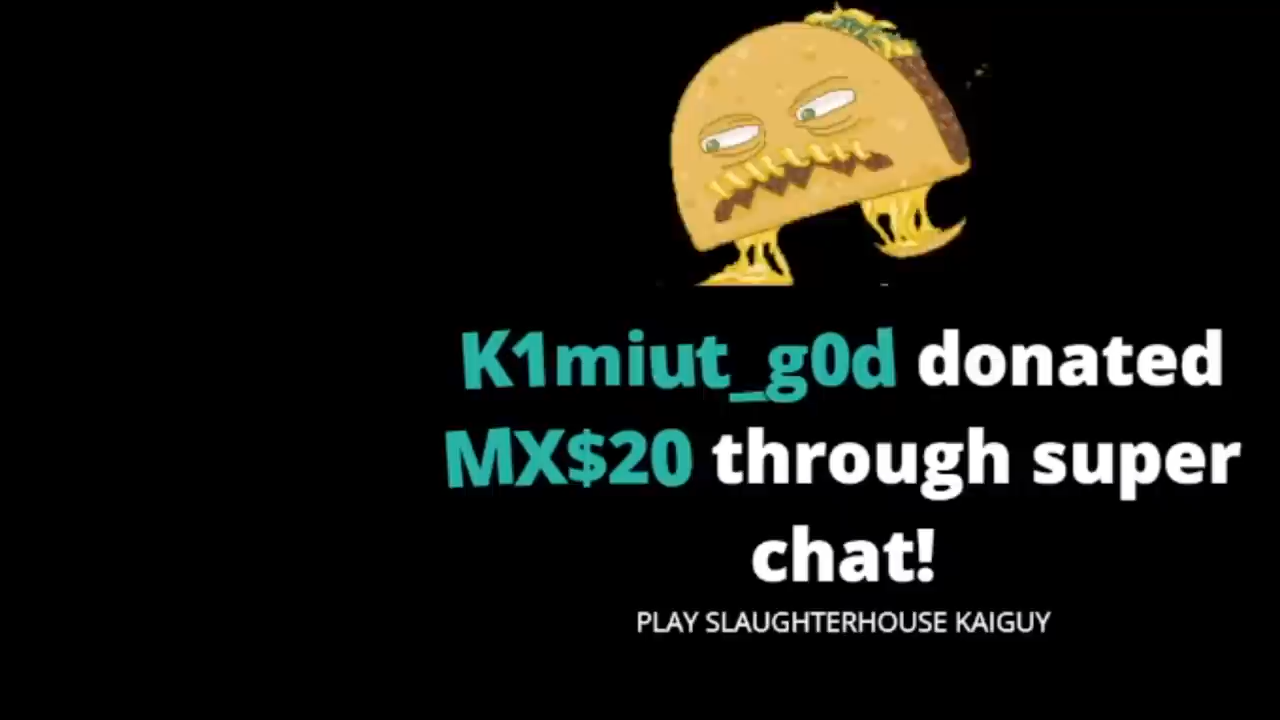 K1miut_g0d donated
MX$20 through super
chat!
PLAY SLAUGHTERHOUSE KAIGUY